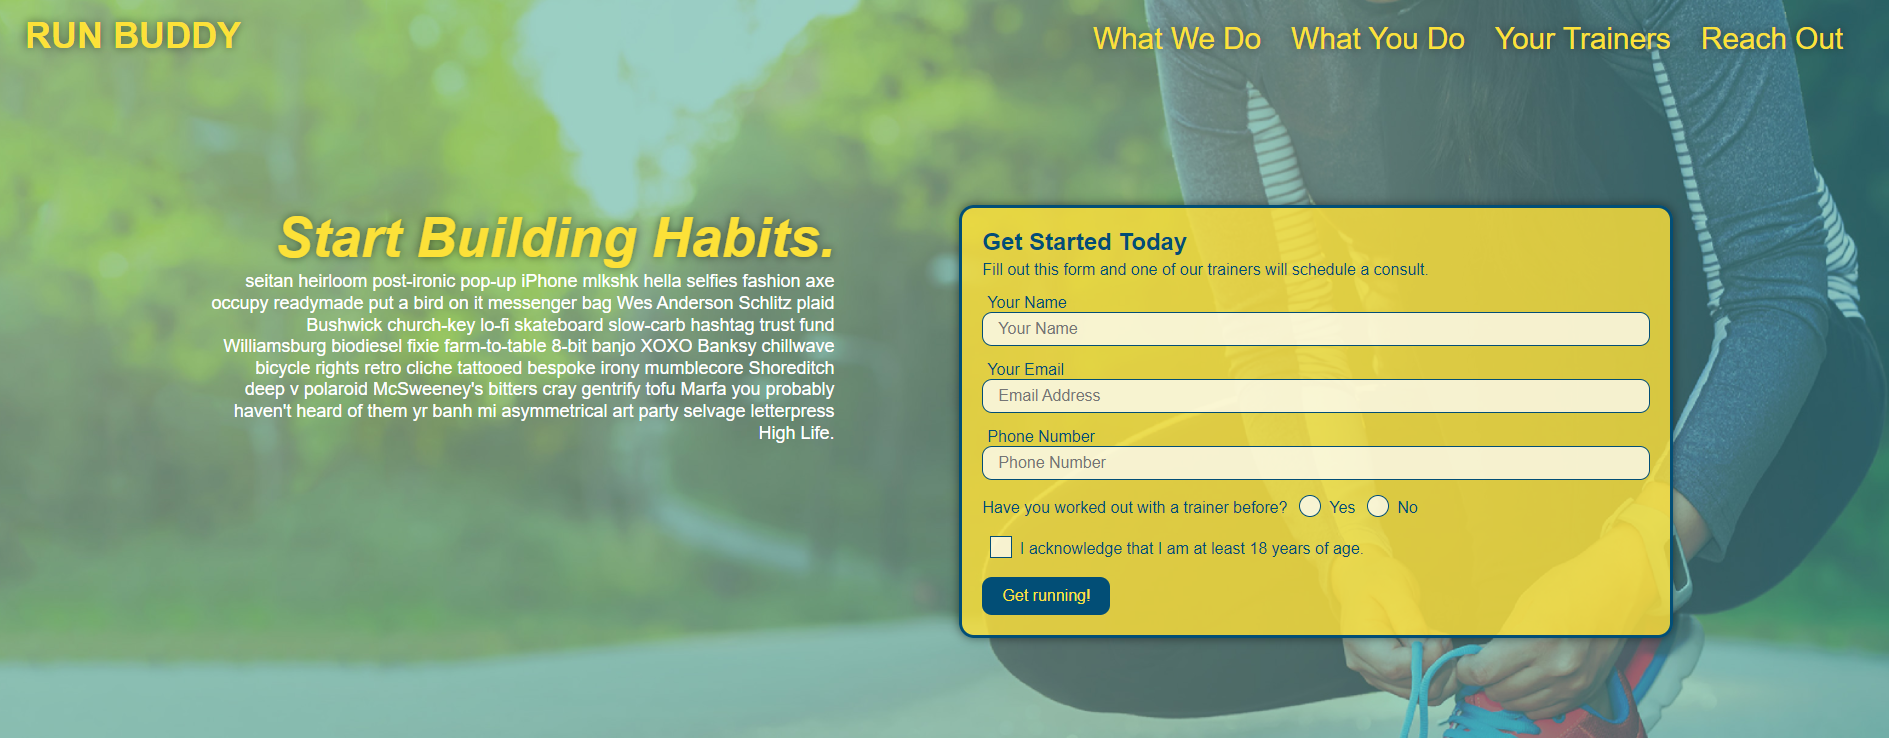 RUN BUDDY
What We Do What You Do Your Trainers Reach Out
Start Building Habits.
seitan heirloom post-ironic pop-up iPhone mlkshk hella selfies fashion axe
occupy readymade put a bird on it messenger bag Wes Anderson Schlitz plaid
Bushwick church-key lo-fi skateboard slow-carb hashtag trust fund
Williamsburg biodiesel fixie farm-to-table 8-bit banjo XOXO Banksy chillwave
bicycle rights retro cliche tattooed bespoke irony mumblecore Shoreditch
deep v polaroid McSweeney's bitters cray gentrify tofu Marfa you probably
haven't heard of them yr banh mi asymmetrical art party selvage letterpress
High Life.
Get Started Today
Fill out this form and one of our trainers will schedule a consult.
Your Name
Your Name
Your Email
Email Address
Phone Number
Phone Number
Have you worked out with a trainer before? Yes No
I acknowledge that I am at least 18 years of age.
Get running!